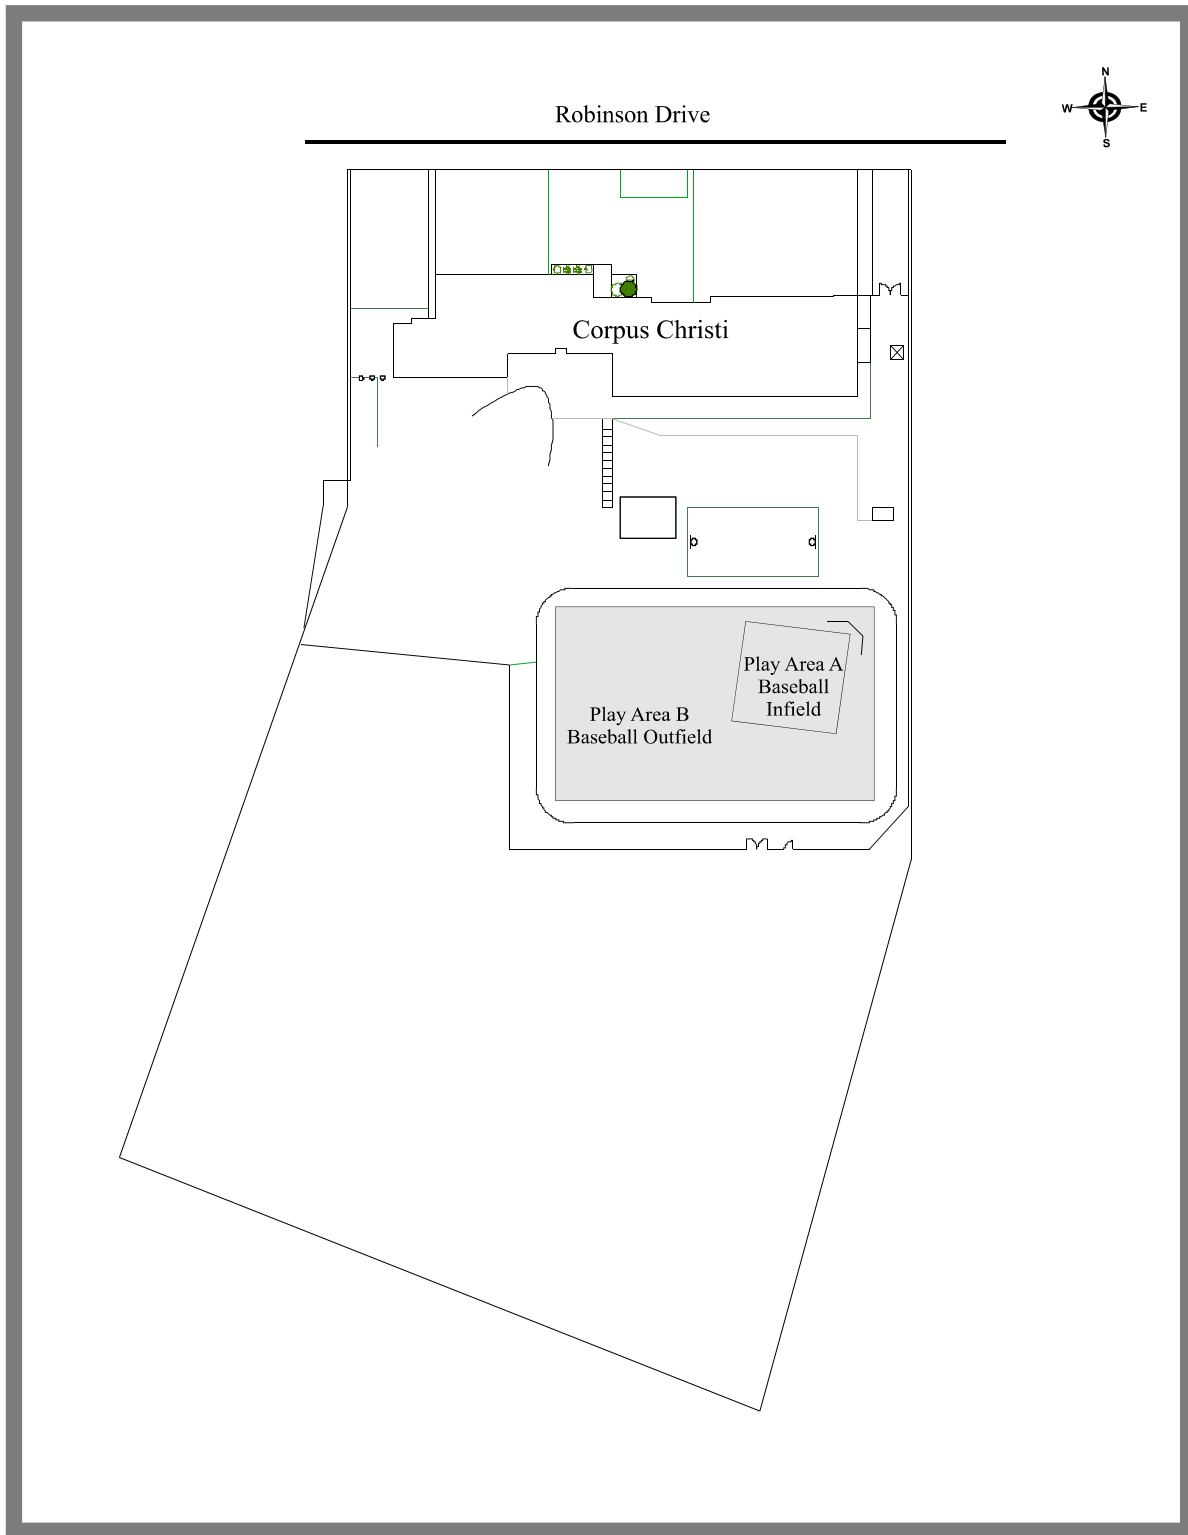 N
Robinson Drive
W E
S
Corpus Christi
Play Area A
Baseball
Infield
Play Area B
Baseball Outfield